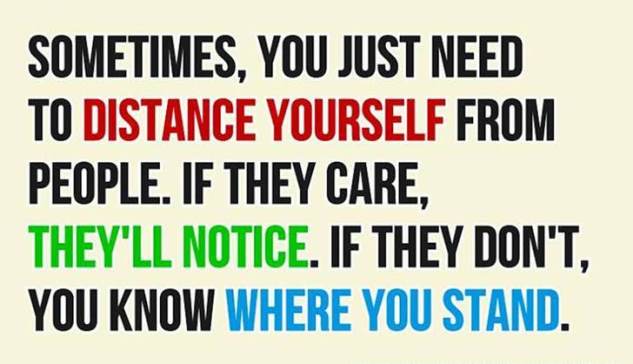 SOMETIMES, YOU JUST NEED
TO DISTANCE YOURSELF FROM
PEOPLE. IF THEY CARE,
THEY'LL NOTICE. IF THEY DON'T,
YOU KNOW WHERE YOU STAND.